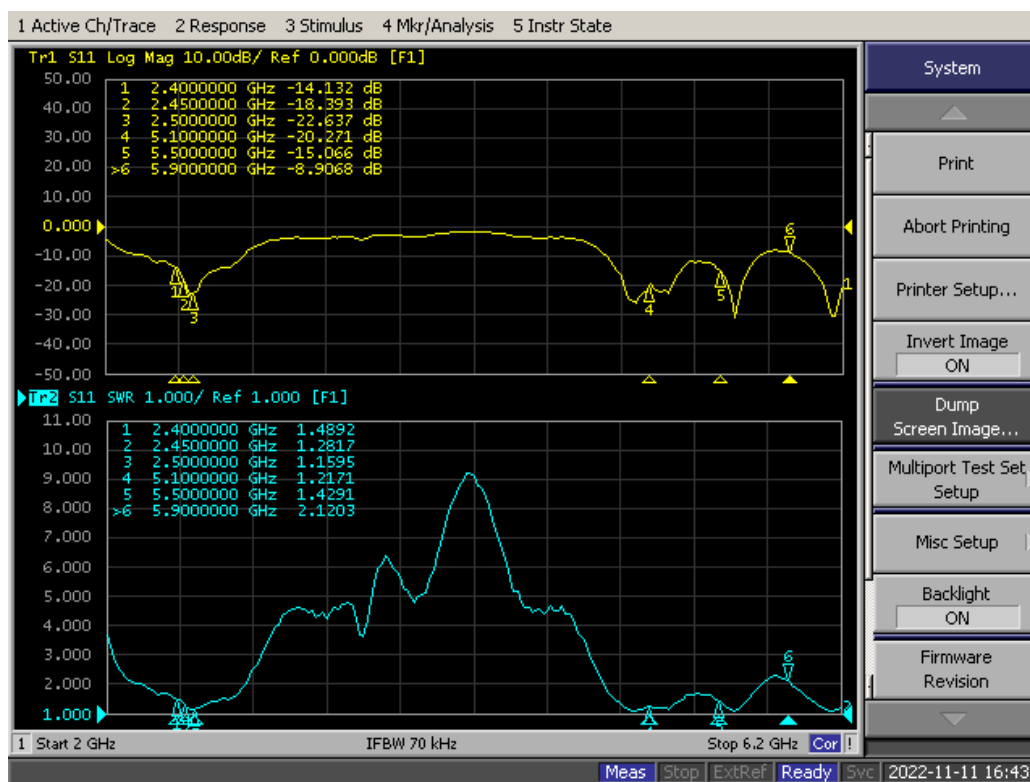 1 Active Ch/Trace 2 Response 3 Stimulus 4 Mkr/Analysis 5 Instr State
Tr1 S11 Log Mag 10.00dB/ Ref 0.000dB [F1]
50.00
40.00
30.00
20.00
10.00
0.000
-10.00
-20.00
-30.00
-40.00
-50.00
1 2.4000000 GHz -14.132 dB
2 2.4500000 GHz -18.393 dB
3 2.5000000 GHz -22.637 dB
4 5.1000000 GHz -20.271 dB
5 5.5000000 GHz -15.066 dB
>6 5.9000000 GHz -8.9068 dB
1
2
3
4
5
6
1
Tr2 S11 SWR 1.000/ Ref 1.000 [F1]
11.00
10.00
9.000
8.000
7.000
6.000
5.000
4.000
3.000
2.000
1.000
1 2.4000000 GHz 1.4892
2 2.4500000 GHz 1.2817
3 2.5000000 GHz 1.1595
4 5.1000000 GHz 1.2171
5 5.5000000 GHz 1.4291
>6 5.9000000 GHz 2.1203
6
1 Start 2 GHz IFBW 70 kHz Stop 6.2 GHz Cor !
Meas Stop ExtRef Ready Svc 2022-11-11 16:43
System
Print
Abort Printing
Printer Setup...
Invert Image
ON
Dump
Screen Image...
Multiport Test Set
Setup
Misc Setup
Backlight
ON
Firmware
Revision